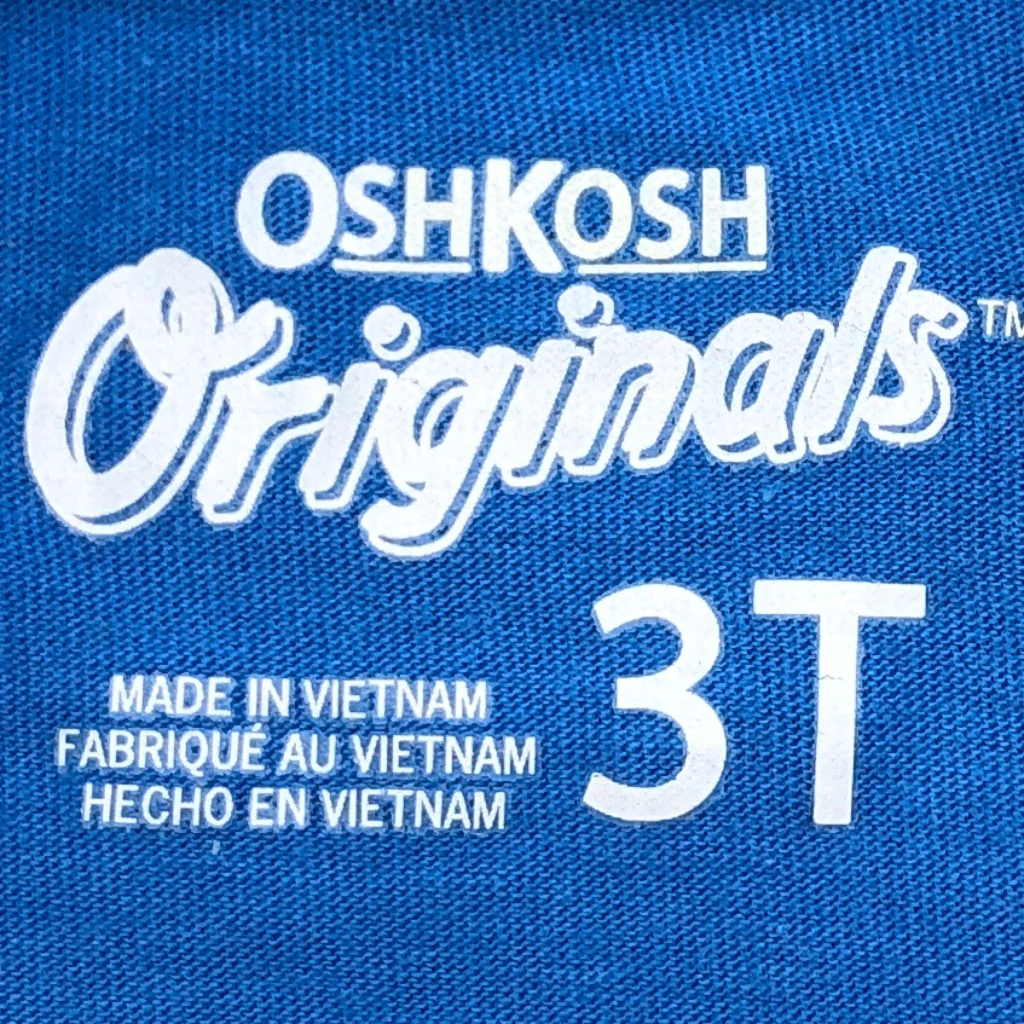 OSHKOSH
Originals™
3T
MADE IN VIETNAM
FABRIQUÉ AU VIETNAM
HECHO EN VIETNAM